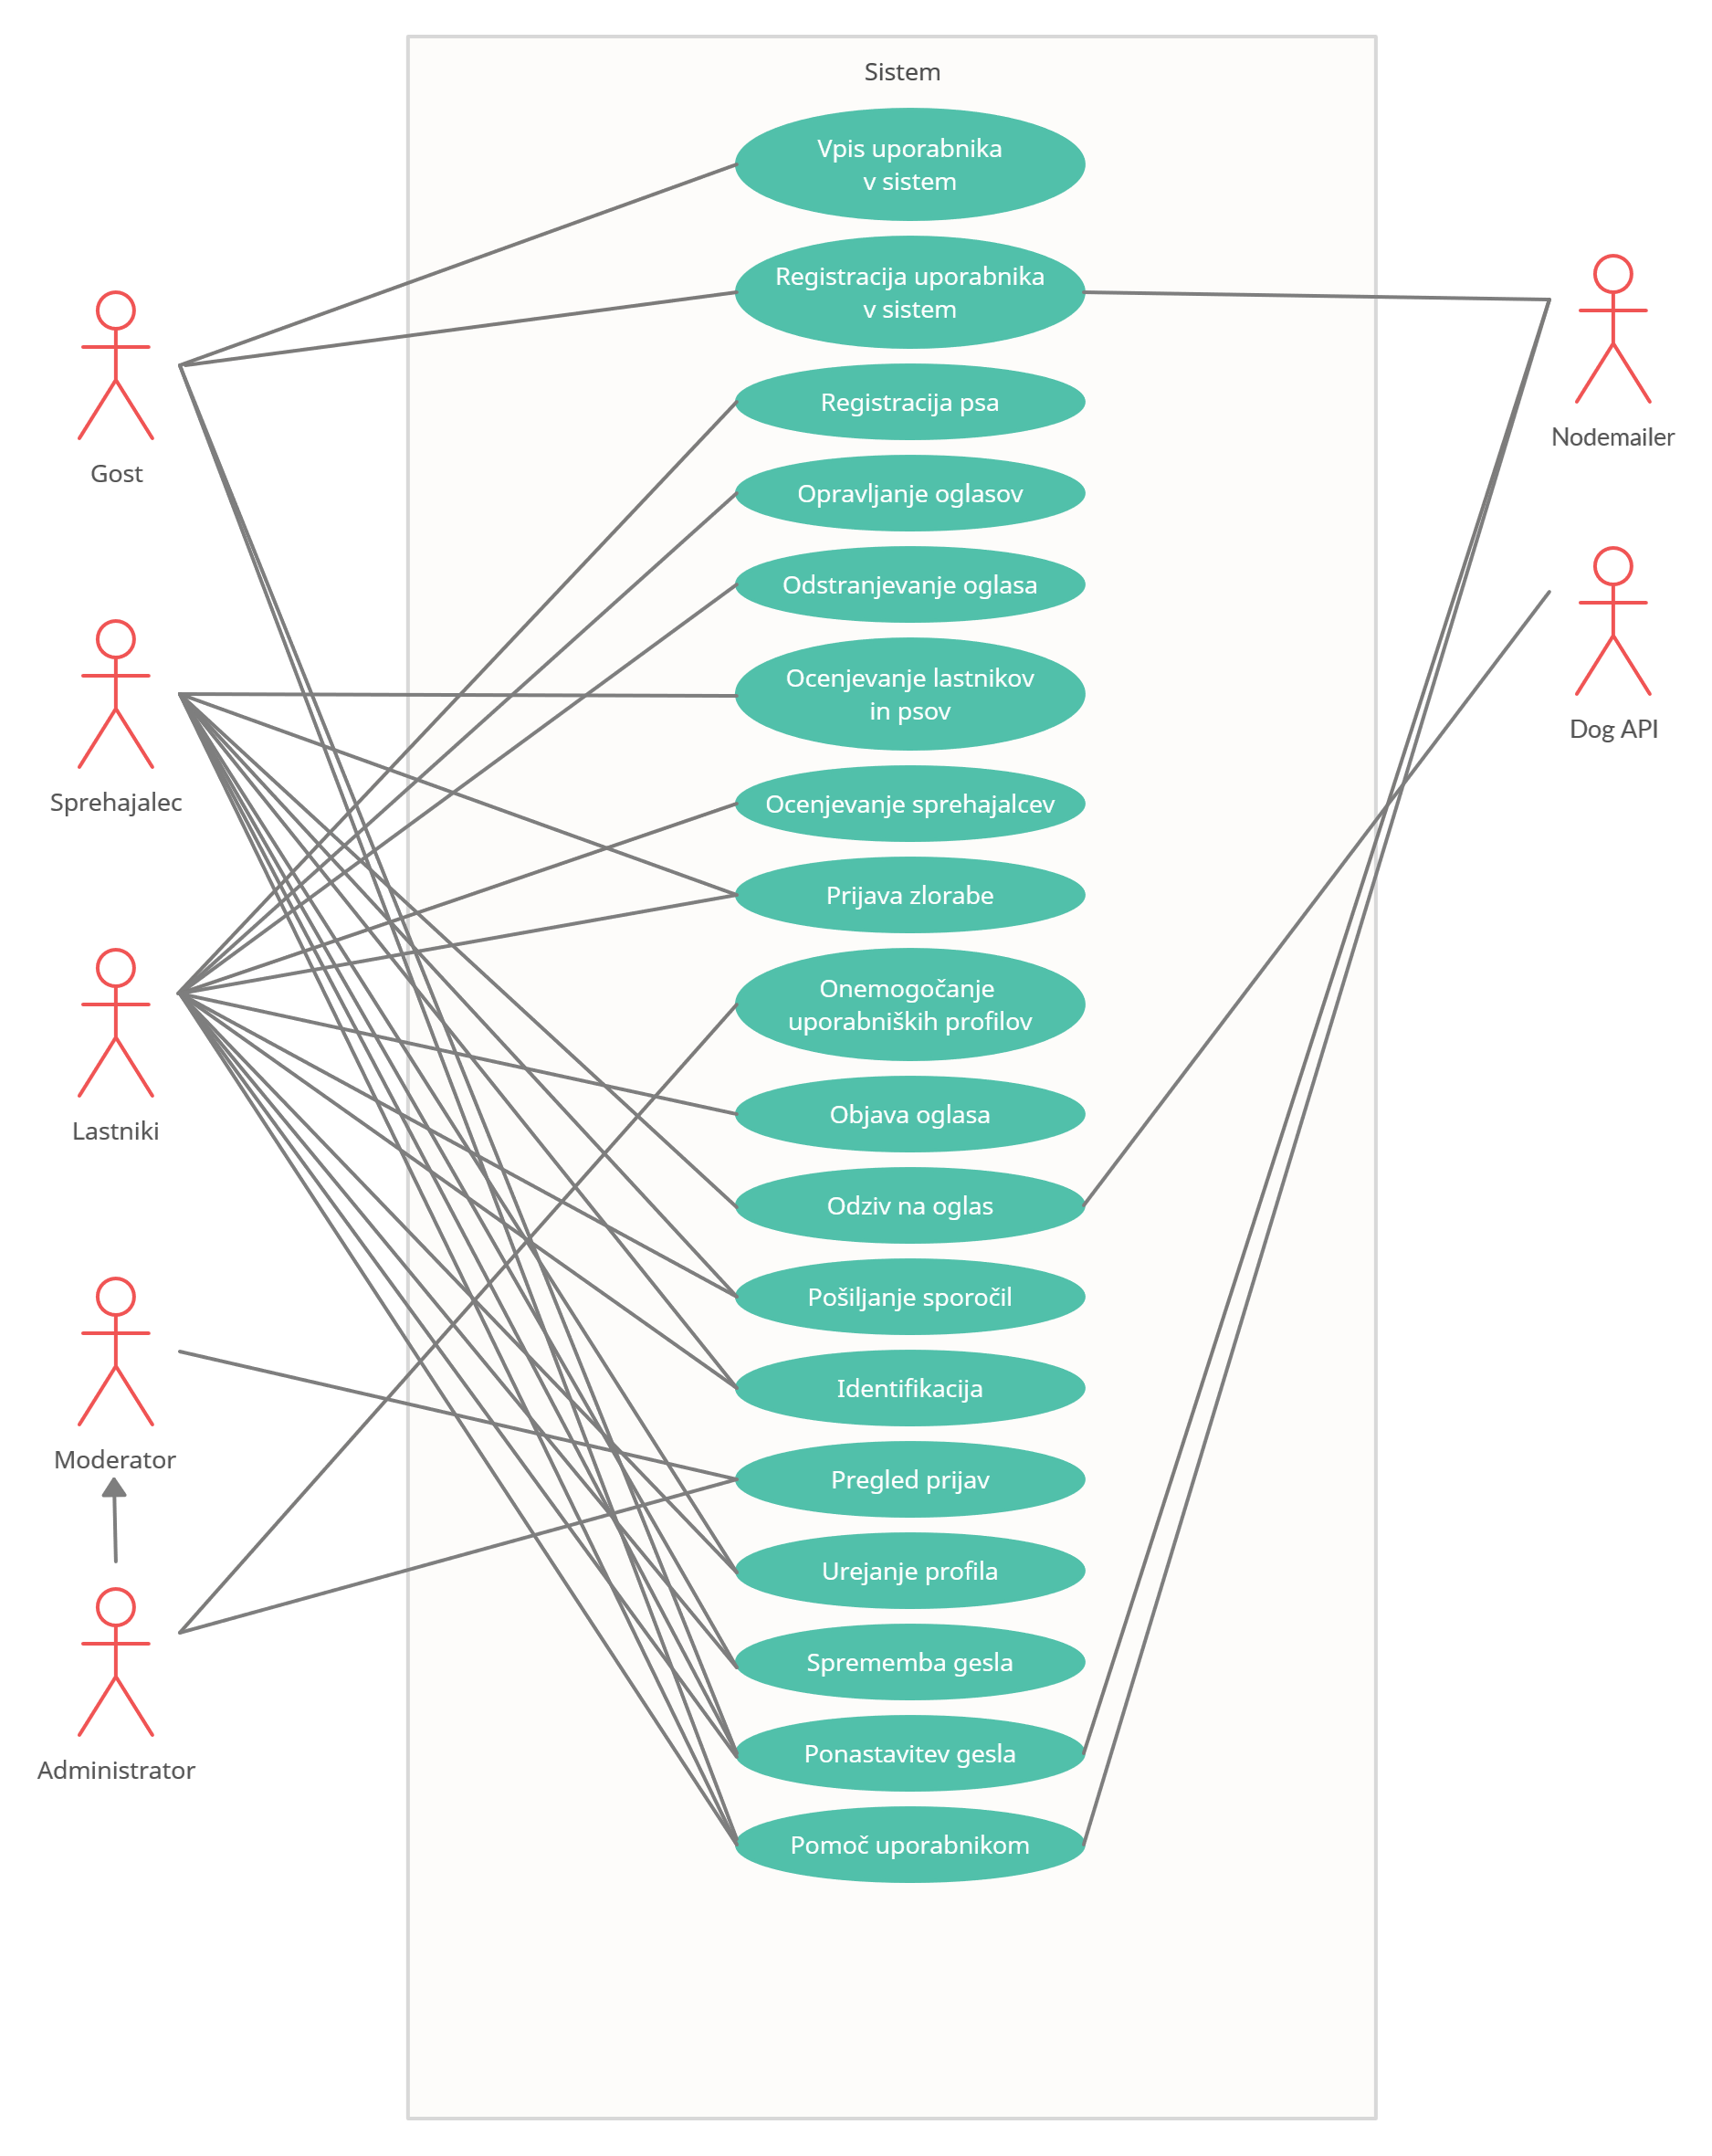 Sistem
Vpis uporabnika
v sistem
Registracija uporabnika
v sistem
Registracija psa
Opravljanje oglasov
Odstranjevanje oglasa
Ocenjevanje lastnikov
in psov
Ocenjevanje sprehajalcev
Prijava zlorabe
Onemogočanje
uporabniških profilov
Objava oglasa
Odziv na oglas
Pošiljanje sporočil
Identifikacija
Pregled prijav
Urejanje profila
Sprememba gesla
Ponastavitev gesla
Pomoč uporabnikom
Gost
Sprehajalec
Lastniki
Moderator
Administrator
Nodemailer
Dog API